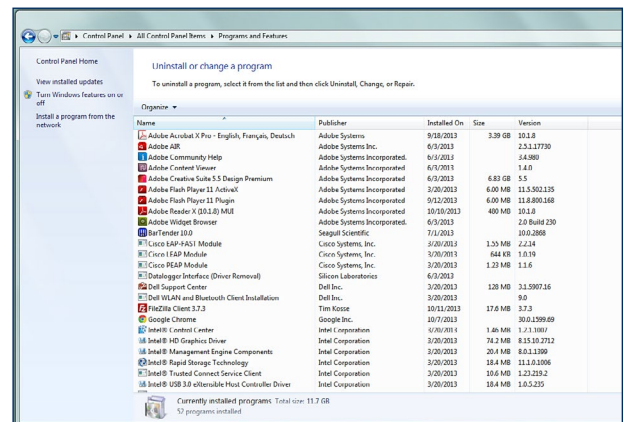 Control Panel ▸ All Control Panel Items ▸ Programs and Features
Control Panel Home
View installed updates
Turn Windows features on or off
Install a program from the network
Uninstall or change a program
To uninstall a program, select it from the list and then click Uninstall, Change, or Repair.
Organize
Name Publisher Installed On Size Version
Adobe Acrobat X Pro - English, Français, Deutsch Adobe Systems 9/18/2013 3.39 GB 10.1.8
Adobe AIR Adobe Systems Inc. 6/3/2013 2.5.1.17730
Adobe Community Help Adobe Systems Incorporated. 6/3/2013 3.4.980
Adobe Content Viewer Adobe Systems Incorporated 6/3/2013 1.4.0
Adobe Creative Suite 5.5 Design Premium Adobe Systems Incorporated 6/3/2013 6.83 GB 5.5
Adobe Flash Player 11 ActiveX Adobe Systems Incorporated 3/20/2013 6.00 MB 11.5.502.135
Adobe Flash Player 11 Plugin Adobe Systems Incorporated 9/12/2013 6.00 MB 11.8.800.168
Adobe Reader X (10.1.8) MUI Adobe Systems Incorporated 10/10/2013 480 MB 10.1.8
Adobe Widget Browser Adobe Systems Incorporated. 6/3/2013 2.0 Build 230
BarTender 10.0 Seagull Scientific 7/1/2013 10.0.2868
Cisco EAP-FAST Module Cisco Systems, Inc. 3/20/2013 1.55 MB 2.2.14
Cisco LEAP Module Cisco Systems, Inc. 3/20/2013 644 KB 1.0.19
Cisco PEAP Module Cisco Systems, Inc. 3/20/2013 1.23 MB 1.1.6
Datalogger Interface (Driver Removal) Silicon Laboratories 6/3/2013
Dell Support Center Dell Inc. 3/20/2013 128 MB 3.1.5907.16
Dell WLAN and Bluetooth Client Installation Dell Inc. 3/20/2013 9.0
FileZilla Client 3.7.3 Tim Kosse 10/11/2013 17.6 MB 3.7.3
Google Chrome Google Inc. 10/7/2013 30.0.1599.69
Intel® Control Center Intel Corporation 3/20/2013 1.46 MB 1.2.1.1007
Intel® HD Graphics Driver Intel Corporation 3/20/2013 74.2 MB 8.15.10.2712
Intel® Management Engine Components Intel Corporation 3/20/2013 20.4 MB 8.0.1.1399
Intel® Rapid Storage Technology Intel Corporation 3/20/2013 18.4 MB 11.1.0.1006
Intel® Trusted Connect Service Client Intel Corporation 3/20/2013 10.6 MB 1.23.219.2
Intel® USB 3.0 eXtensible Host Controller Driver Intel Corporation 3/20/2013 18.4 MB 1.0.5.235
Currently installed programs Total size: 11.7 GB
52 programs installed